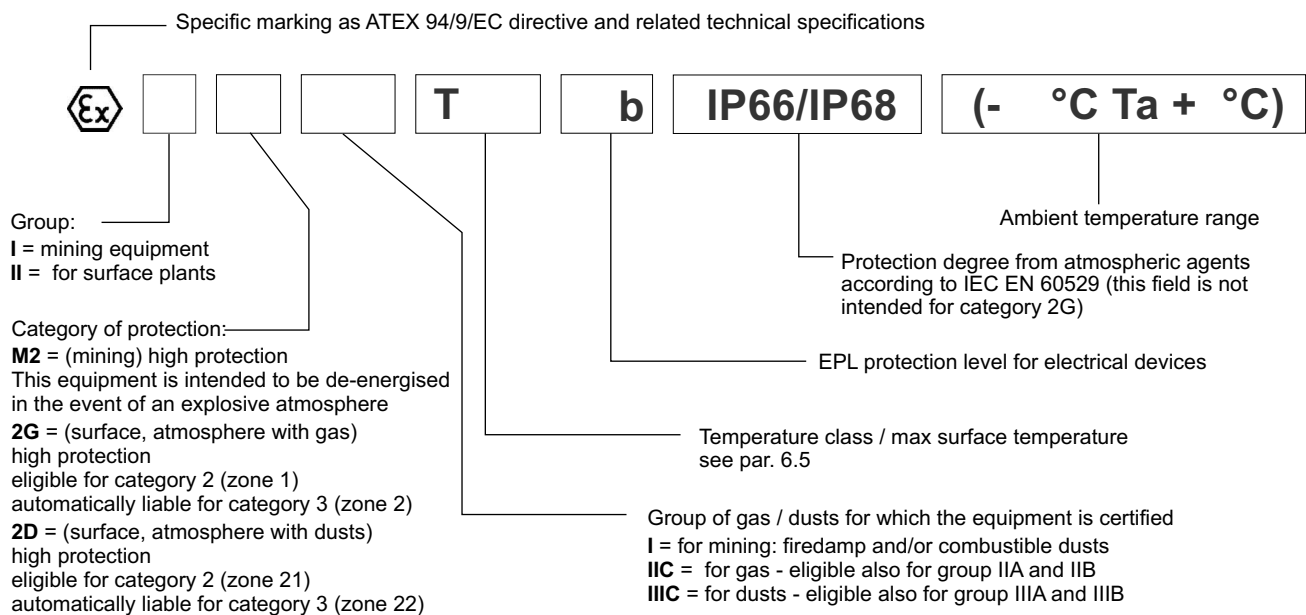 Specific marking as ATEX 94/9/EC directive and related technical specifications
Ex T b IP66/IP68 (- °C Ta + °C)
Group:
I = mining equipment
II = for surface plants
Category of protection:
M2 = (mining) high protection
This equipment is intended to be de-energised
in the event of an explosive atmosphere
2G = (surface, atmosphere with gas)
high protection
eligible for category 2 (zone 1)
automatically liable for category 3 (zone 2)
2D = (surface, atmosphere with dusts)
high protection
eligible for category 2 (zone 21)
automatically liable for category 3 (zone 22)
Ambient temperature range
Protection degree from atmospheric agents
according to IEC EN 60529 (this field is not
intended for category 2G)
EPL protection level for electrical devices
Temperature class / max surface temperature
see par. 6.5
Group of gas / dusts for which the equipment is certified
I = for mining: firedamp and/or combustible dusts
IIC = for gas - eligible also for group IIA and IIB
IIIC = for dusts - eligible also for group IIIA and IIIB